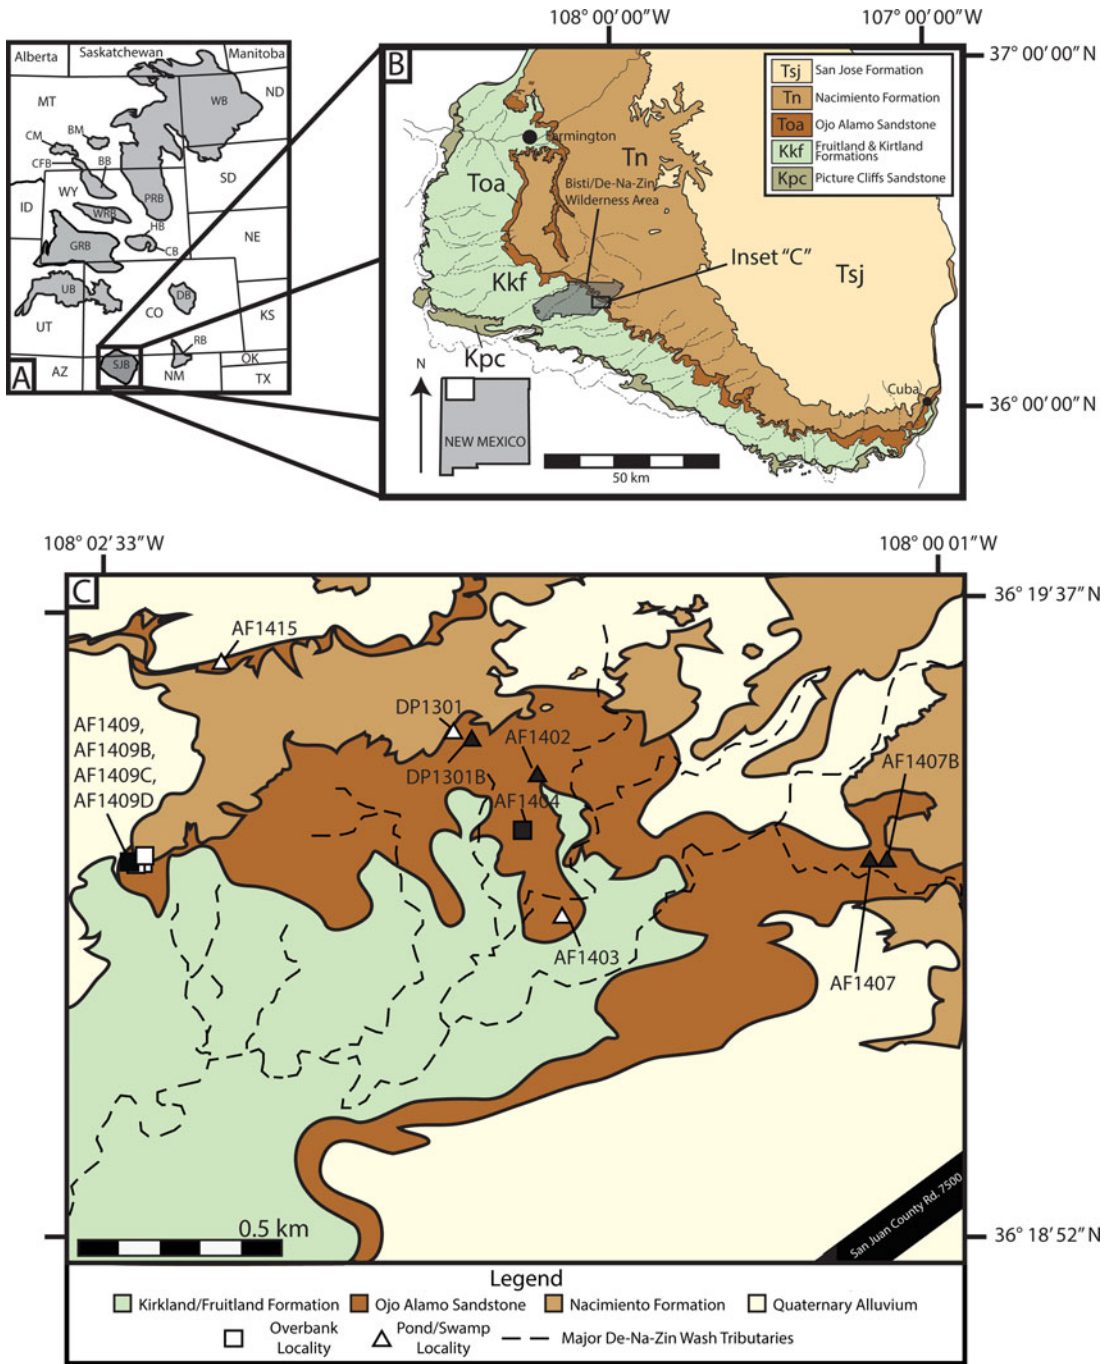 108° 00' 00" W
107° 00' 00" W
Alberta
Saskatchewan
Manitoba
MT
ND
WB
CM
BM
CFB
BB
WY
SD
ID
WRB
PRB
HB
GRB
CB
NE
UB
DB
CO
UT
KS
RB
SJB
OK
AZ
NM
TX
A
B
37° 00' 00" N
Tsj San Jose Formation
Tn Nacimiento Formation
Toa Ojo Alamo Sandstone
Kkf Fruitland & Kirtland
Formations
Kpc Picture Cliffs Sandstone
Farmington
Tn
Toa
Bisti/De-Na-Zin
Wilderness Area
Inset "C"
Kkf
Tsj
Kpc
N
NEW MEXICO
Cuba
36° 00' 00" N
50 km
108° 02' 33" W
108° 00' 01" W
C
36° 19' 37" N
AF1415
AF1409,
AF1409B,
AF1409C,
AF1409D
DP1301
DP1301B
AF1402
AF1404
AF1407B
AF1403
AF1407
San Juan County Rd. 7500
0.5 km
36° 18' 52" N
Legend
Kirkland/Fruitland Formation
Ojo Alamo Sandstone
Nacimiento Formation
Quaternary Alluvium
Overbank
Locality
Pond/Swamp
Locality
Major De-Na-Zin Wash Tributaries